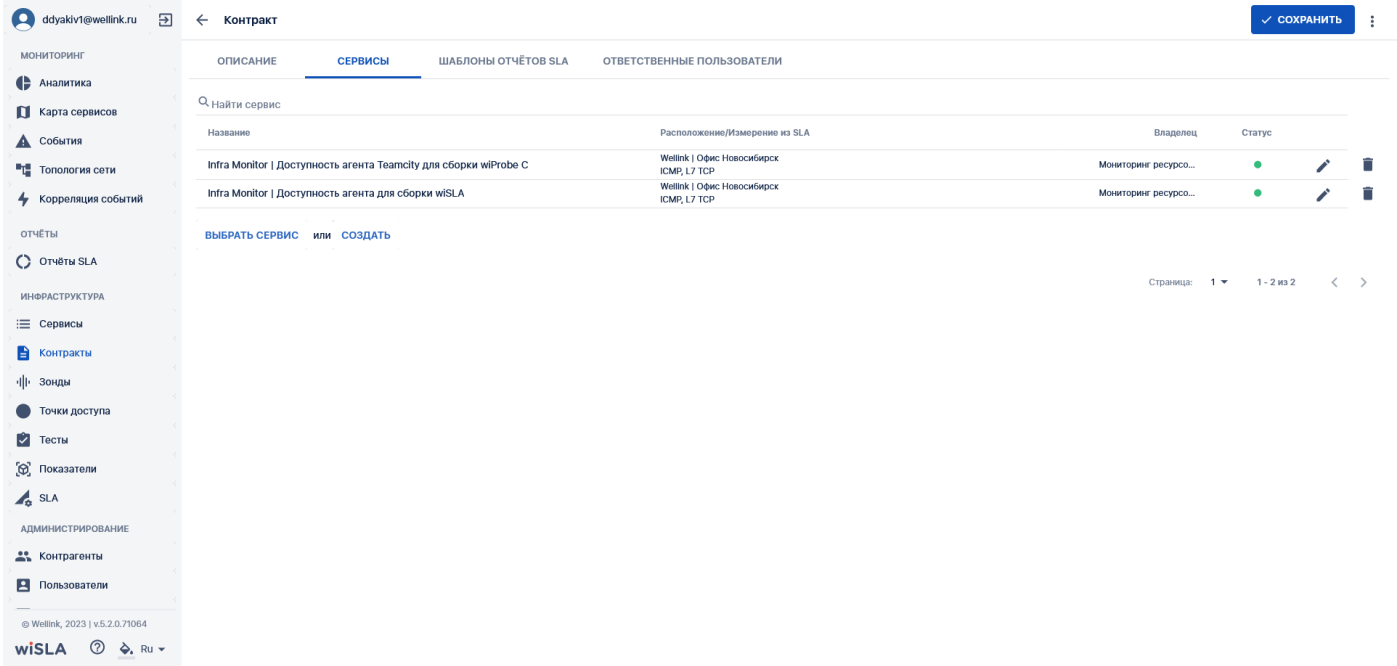 ddyakiv1@wellink.ru
Контракт
СОХРАНИТЬ
МОНИТОРИНГ
Аналитика
Карта сервисов
События
Топология сети
Корреляция событий
ОТЧЁТЫ
Отчёты SLA
ИНФРАСТРУКТУРА
Сервисы
Контракты
Зонды
Точки доступа
Тесты
Показатели
SLA
АДМИНИСТРИРОВАНИЕ
Контрагенты
Пользователи
© Wellink, 2023 | v.5.2.0.71064
wiSLA Ru
ОПИСАНИЕ СЕРВИСЫ ШАБЛОНЫ ОТЧЁТОВ SLA ОТВЕТСТВЕННЫЕ ПОЛЬЗОВАТЕЛИ
Найти сервис
Название Расположение/Измерение из SLA Владелец Статус
Infra Monitor | Доступность агента Teamcity для сборки wiProbe C Wellink | Офис Новосибирск Мониторинг ресурсо...
ICMP, L7 TCP
Infra Monitor | Доступность агента для сборки wiSLA Wellink | Офис Новосибирск Мониторинг ресурсо...
ICMP, L7 TCP
ВЫБРАТЬ СЕРВИС или СОЗДАТЬ
Страница: 1 1 - 2 из 2